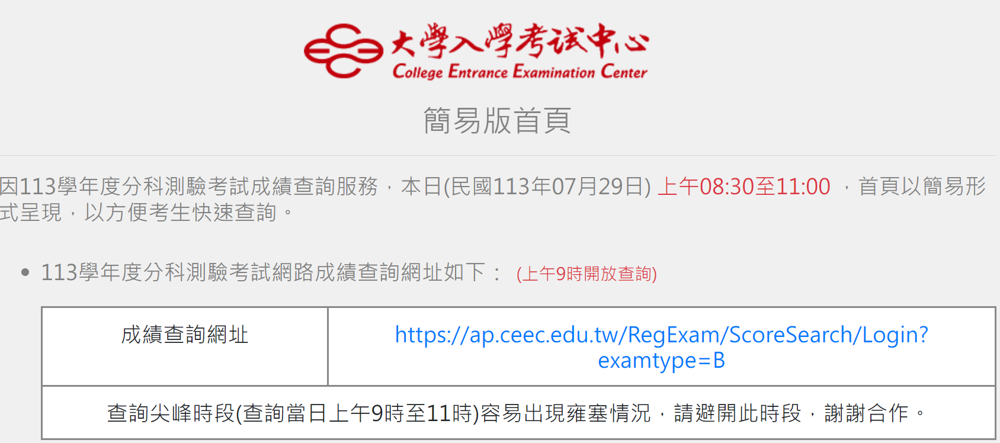 大學入學考試中心
College Entrance Examination Center
簡易版首頁
因113學年度分科測驗考試成績查詢服務，本日(民國113年07月29日) 上午08:30至11:00 ，首頁以簡易形
式呈現，以方便考生快速查詢。
• 113學年度分科測驗考試網路成績查詢網址如下： (上午9時開放查詢)
成績查詢網址
https://ap.ceec.edu.tw/RegExam/ScoreSearch/Login?
examtype=B
查詢尖峰時段(查詢當日上午9時至11時)容易出現雍塞情況，請避開此時段，謝謝合作。